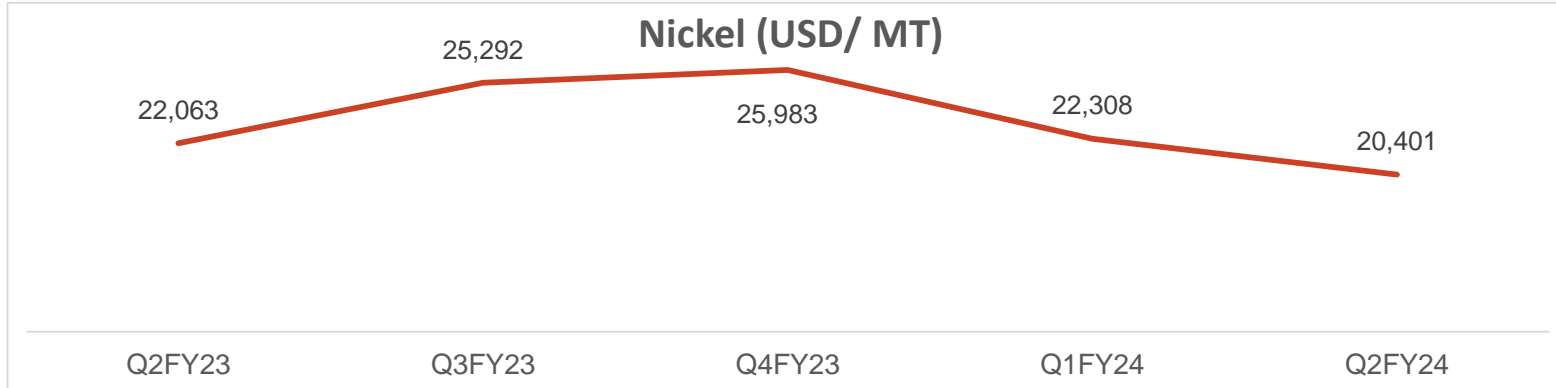 Nickel (USD/ MT)
22,063
25,292
25,983
22,308
20,401
Q2FY23
Q3FY23
Q4FY23
Q1FY24
Q2FY24